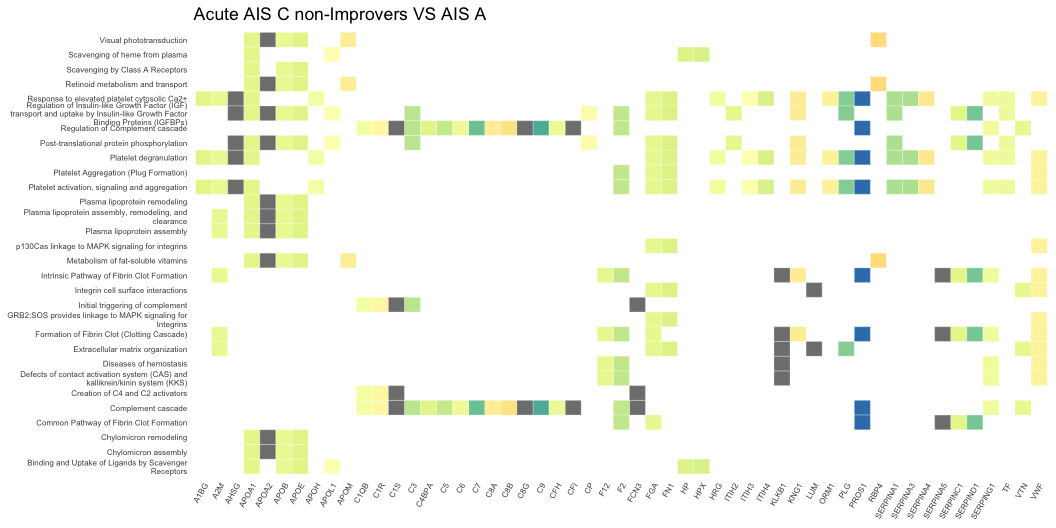 Acute AIS C non-Improvers VS AIS A
Visual phototransduction
Scavenging of heme from plasma
Scavenging by Class A Receptors
Retinoid metabolism and transport
Response to elevated platelet cytosolic Ca2+
Regulation of Insulin-like Growth Factor (IGF)
transport and uptake by Insulin-like Growth Factor
Binding Proteins (IGFBPs)
Regulation of Complement cascade
Post-translational protein phosphorylation
Platelet degranulation
Platelet Aggregation (Plug Formation)
Platelet activation, signaling and aggregation
Plasma lipoprotein remodeling
Plasma lipoprotein assembly, remodeling, and
clearance
Plasma lipoprotein assembly
p130Cas linkage to MAPK signaling for integrins
Metabolism of fat-soluble vitamins
Intrinsic Pathway of Fibrin Clot Formation
Integrin cell surface interactions
Initial triggering of complement
GRB2:SOS provides linkage to MAPK signaling for
Integrins
Formation of Fibrin Clot (Clotting Cascade)
Extracellular matrix organization
Diseases of hemostasis
Defects of contact activation system (CAS) and
kallikrein/kinin system (KKS)
Creation of C4 and C2 activators
Complement cascade
Common Pathway of Fibrin Clot Formation
Chylomicron remodeling
Chylomicron assembly
Binding and Uptake of Ligands by Scavenger
Receptors
A1BG
A2M
AHSG
APOA1
APOA2
APOB
APOE
APOH
APOL1
APOM
C1QB
C1R
C1S
C3
C4BPA
C5
C6
C7
C8A
C8B
C8G
C9
CFH
CFI
CP
F12
F2
FCN3
FGA
FN1
HP
HPX
HRG
ITIH2
ITIH3
ITIH4
KLKB1
KNG1
LUM
ORM1
PLG
PROS1
RBP4
SERPINA1
SERPINA3
SERPINA4
SERPINA5
SERPINC1
SERPIND1
SERPING1
TF
VTN
VWF